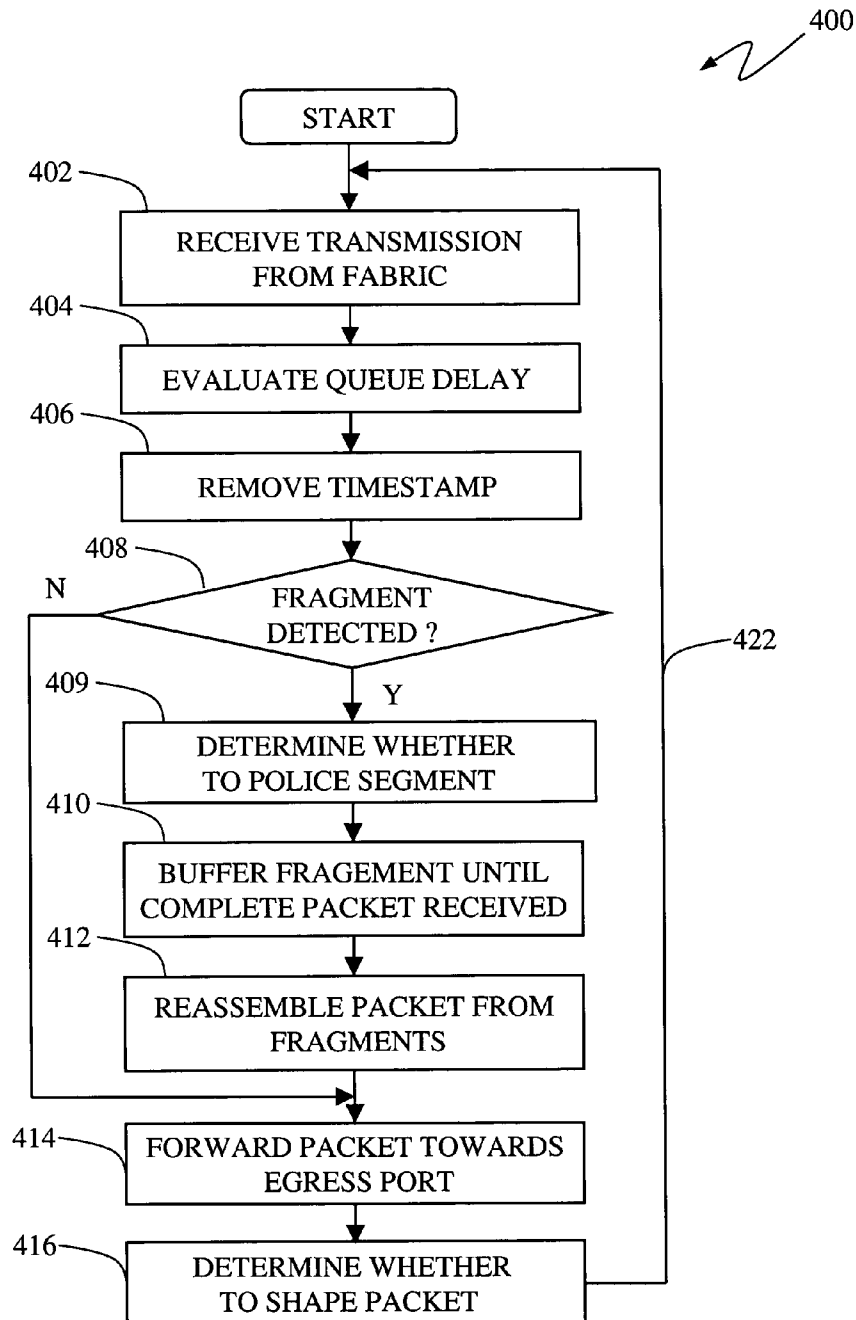 400
START
402
RECEIVE TRANSMISSION
FROM FABRIC
404
EVALUATE QUEUE DELAY
406
REMOVE TIMESTAMP
408
N
FRAGMENT
DETECTED ?
422
409
Y
DETERMINE WHETHER
TO POLICE SEGMENT
410
BUFFER FRAGEMENT UNTIL
COMPLETE PACKET RECEIVED
412
REASSEMBLE PACKET FROM
FRAGMENTS
414
FORWARD PACKET TOWARDS
EGRESS PORT
416
DETERMINE WHETHER
TO SHAPE PACKET